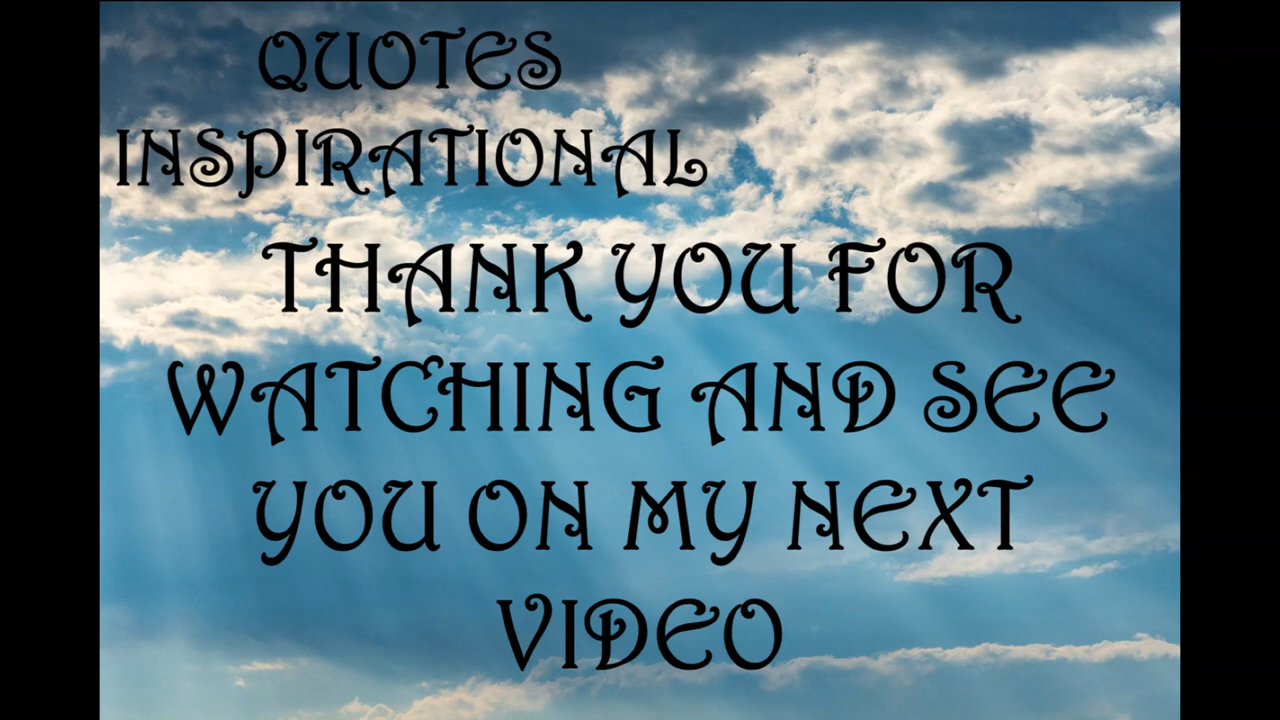 QUOTES
INSPIRATIONAL
THANK YOU FOR
WATCHING AND SEE
YOU ON MY NEXT
VIDEO